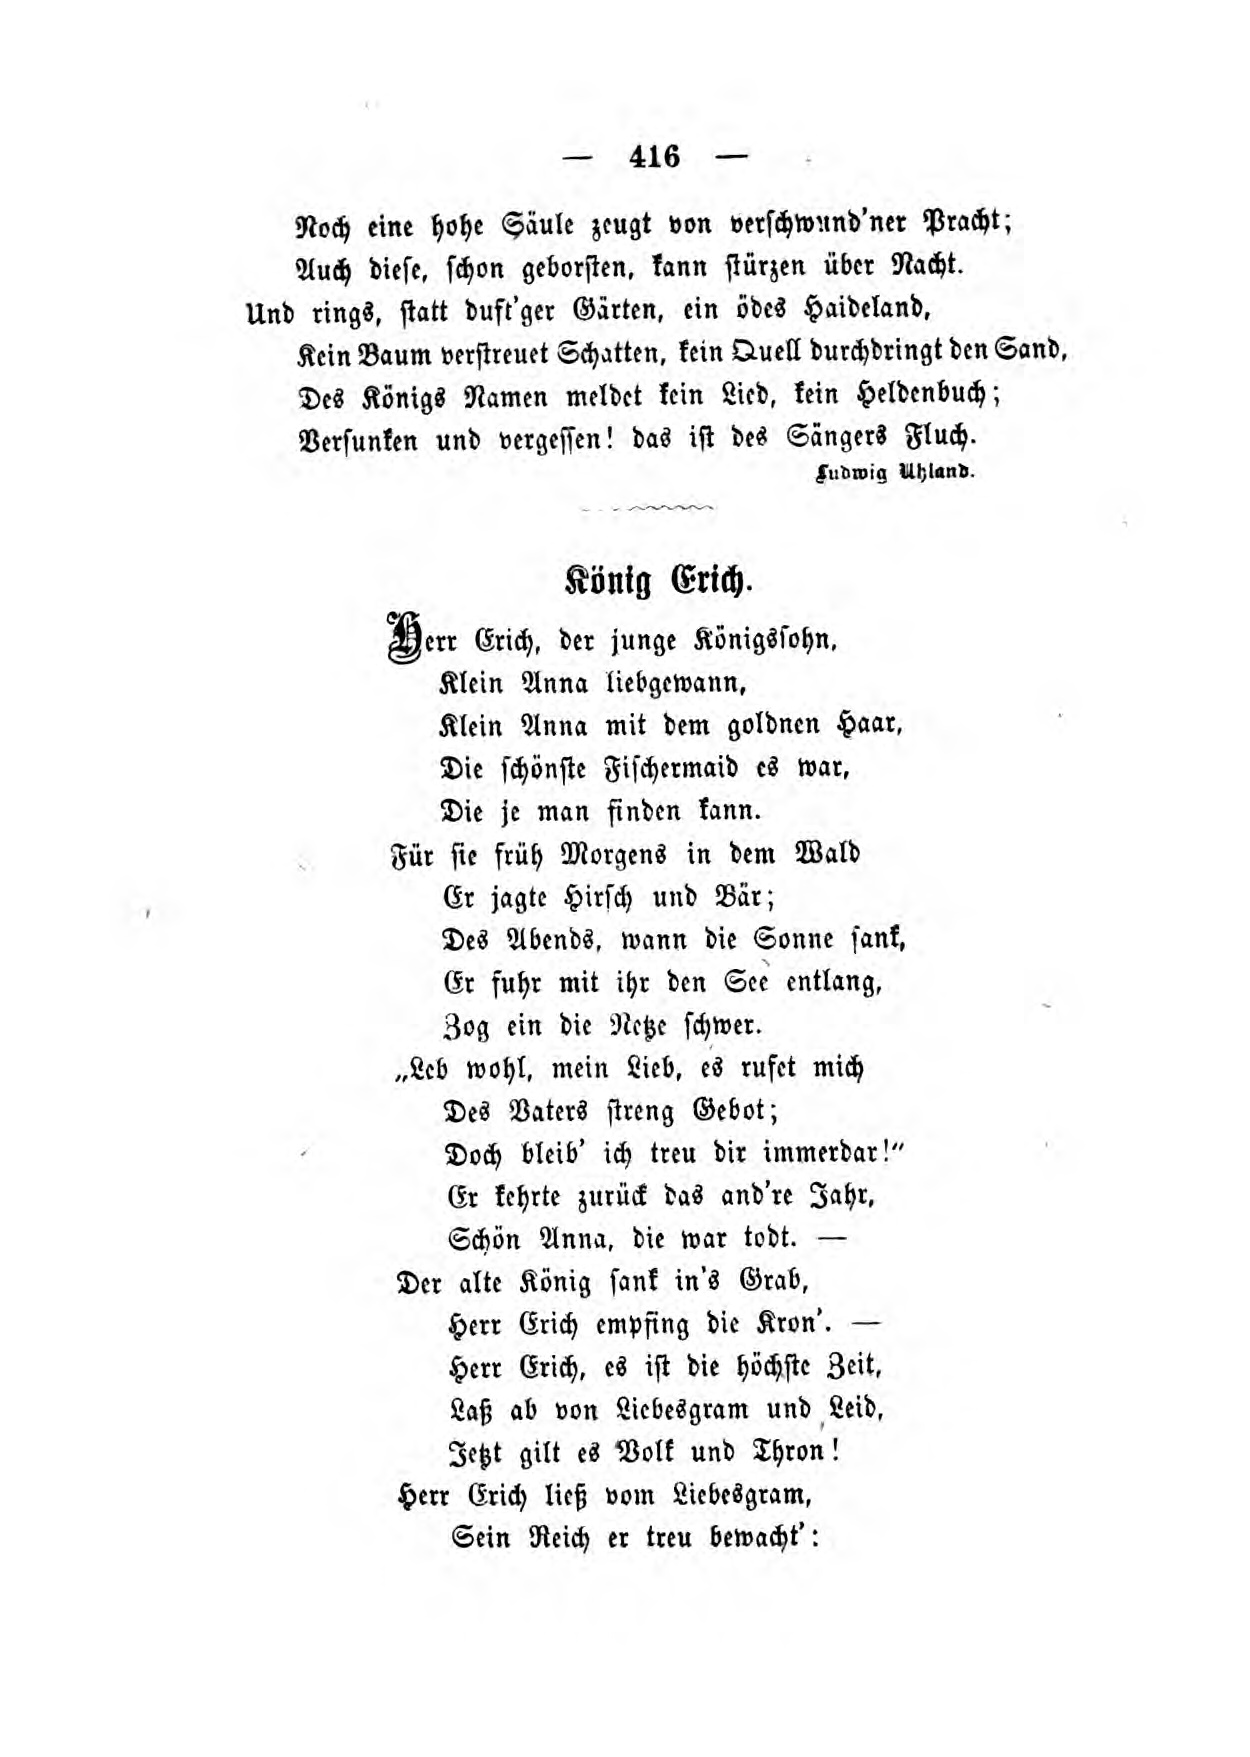 — 416 —
Noch eine hohe Säule zeugt von verschwund'ner Pracht;
Auch diese, schon geborsten, kann stürzen über Nacht.
Und rings, statt duft'ger Gärten, ein ödes Haideland,
Kein Baum verstreuet Schatten, kein Quell durchdringt den Sand,
Des Königs Namen meldet kein Lied, kein Heldenbuch;
Versunken und vergessen! das ist des Sängers Fluch.
Ludwig Uhland.
König Erich.
Herr Erich, der junge Königssohn,
Klein Anna liebgewann,
Klein Anna mit dem goldnen Haar,
Die schönste Fischermaid es war,
Die je man finden kann.
Für sie früh Morgens in dem Wald
Er jagte Hirsch und Bär;
Des Abends, wann die Sonne sank,
Er fuhr mit ihr den See entlang,
Zog ein die Netze schwer.
„Leb wohl, mein Lieb, es rufet mich
Des Vaters streng Gebot;
Doch bleib' ich treu dir immerdar!“
Er kehrte zurück das and're Jahr,
Schön Anna, die war todt. —
Der alte König sank in's Grab,
Herr Erich empfing die Kron'. —
Herr Erich, es ist die höchste Zeit,
Laß ab von Liebesgram und Leid,
Jetzt gilt es Volk und Thron!
Herr Erich ließ vom Liebesgram,
Sein Reich er treu bewacht':